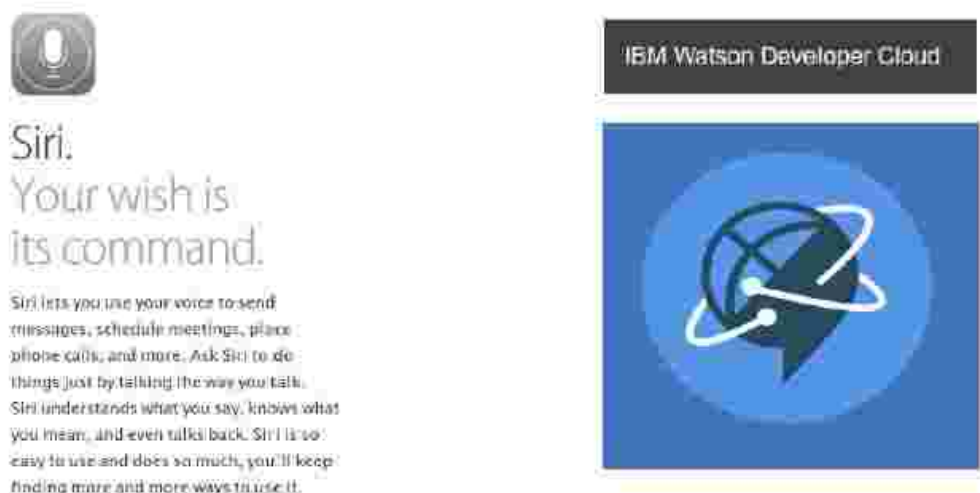 Siri.
Your wish is
its command.
Siri lets you use your voice to send
messages, schedule meetings, place
phone calls, and more. Ask Siri to do
things just by talking the way you talk.
Siri understands what you say, knows what
you mean, and even talks back. Siri is so
easy to use and does so much, you'll keep
finding more and more ways to use it.
IBM Watson Developer Cloud